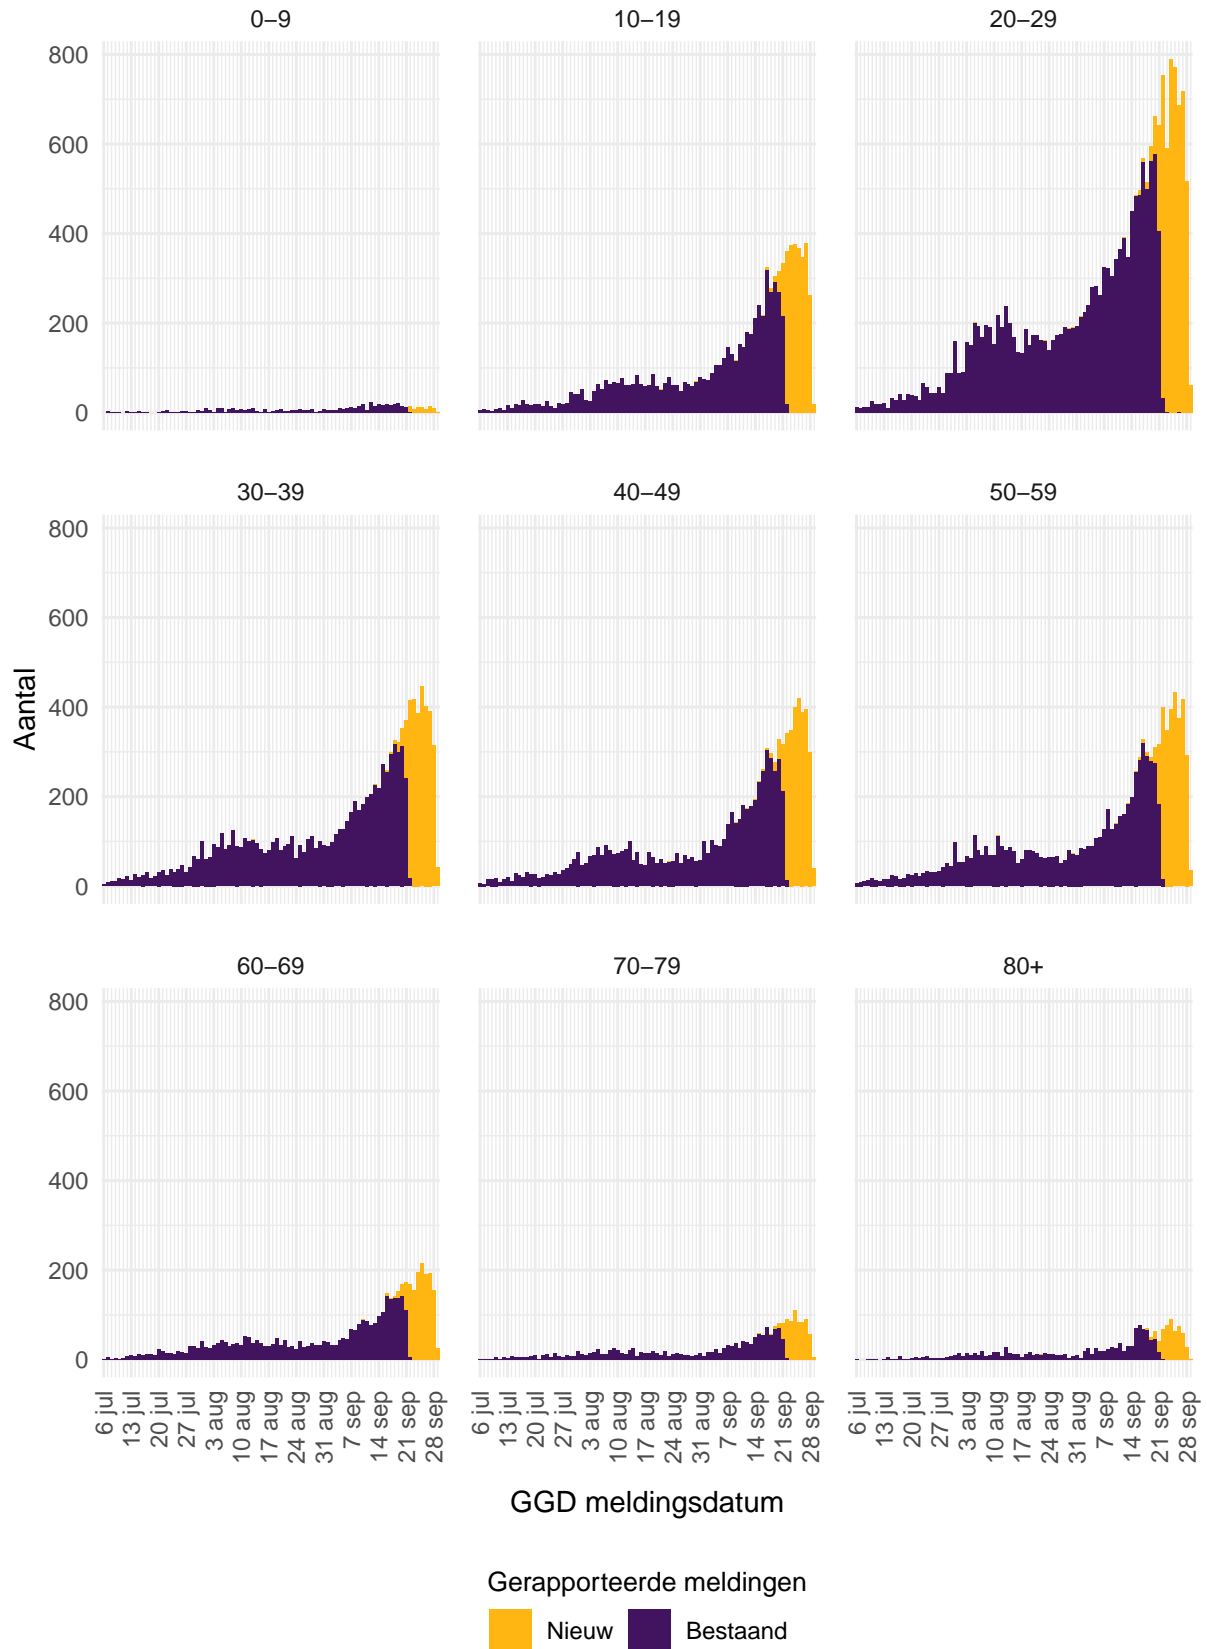 0–9 10–19 20–29
800
600
400
200
0
30–39 40–49 50–59
800
600
400
200
0
Aantal
60–69 70–79 80+
800
600
400
200
0
6 jul 13 jul 20 jul 27 jul 3 aug 10 aug 17 aug 24 aug 31 aug 7 sep 14 sep 21 sep 28 sep
6 jul 13 jul 20 jul 27 jul 3 aug 10 aug 17 aug 24 aug 31 aug 7 sep 14 sep 21 sep 28 sep
6 jul 13 jul 20 jul 27 jul 3 aug 10 aug 17 aug 24 aug 31 aug 7 sep 14 sep 21 sep 28 sep
GGD meldingsdatum
Gerapporteerde meldingen
Nieuw Bestaand